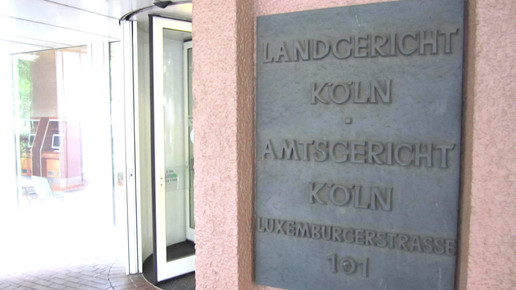 LANDGERICHT
KÖLN
·
AMTSGERICHT
KÖLN
LUXEMBURGERSTRASSE
101